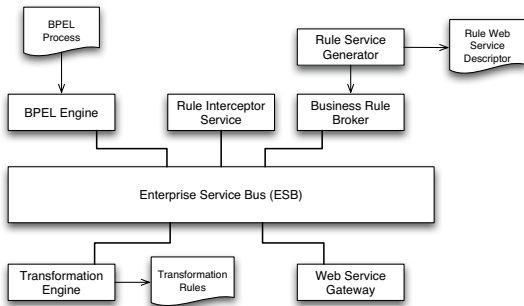 BPEL
Process
Rule Service
Generator
Rule Web
Service
Descriptor
BPEL Engine
Rule Interceptor
Service
Business Rule
Broker
Enterprise Service Bus (ESB)
Transformation
Engine
Transformation
Rules
Web Service
Gateway